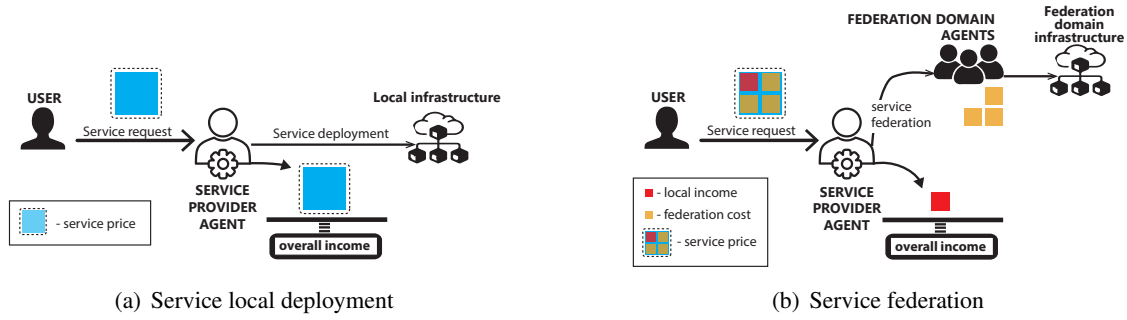 USER
Service request
Service deployment
Local infrastructure
SERVICE
PROVIDER
AGENT
- service price
overall income
(a) Service local deployment
FEDERATION DOMAIN
AGENTS
Federation
domain
infrastructure
USER
Service request
service
federation
SERVICE
PROVIDER
AGENT
- local income
- federation cost
- service price
overall income
(b) Service federation